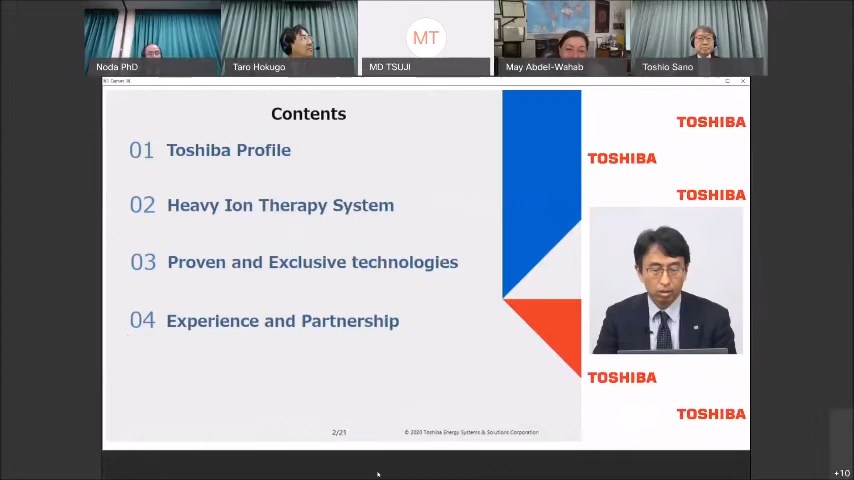 MT
Noda PhD
Taro Hokugo
MD TSUJI
May Abdel-Wahab
Toshio Sano
Contents
01 Toshiba Profile
02 Heavy Ion Therapy System
03 Proven and Exclusive technologies
04 Experience and Partnership
2/21
© 2020 Toshiba Energy Systems & Solutions Corporation
TOSHIBA
TOSHIBA
TOSHIBA
TOSHIBA
TOSHIBA
+10